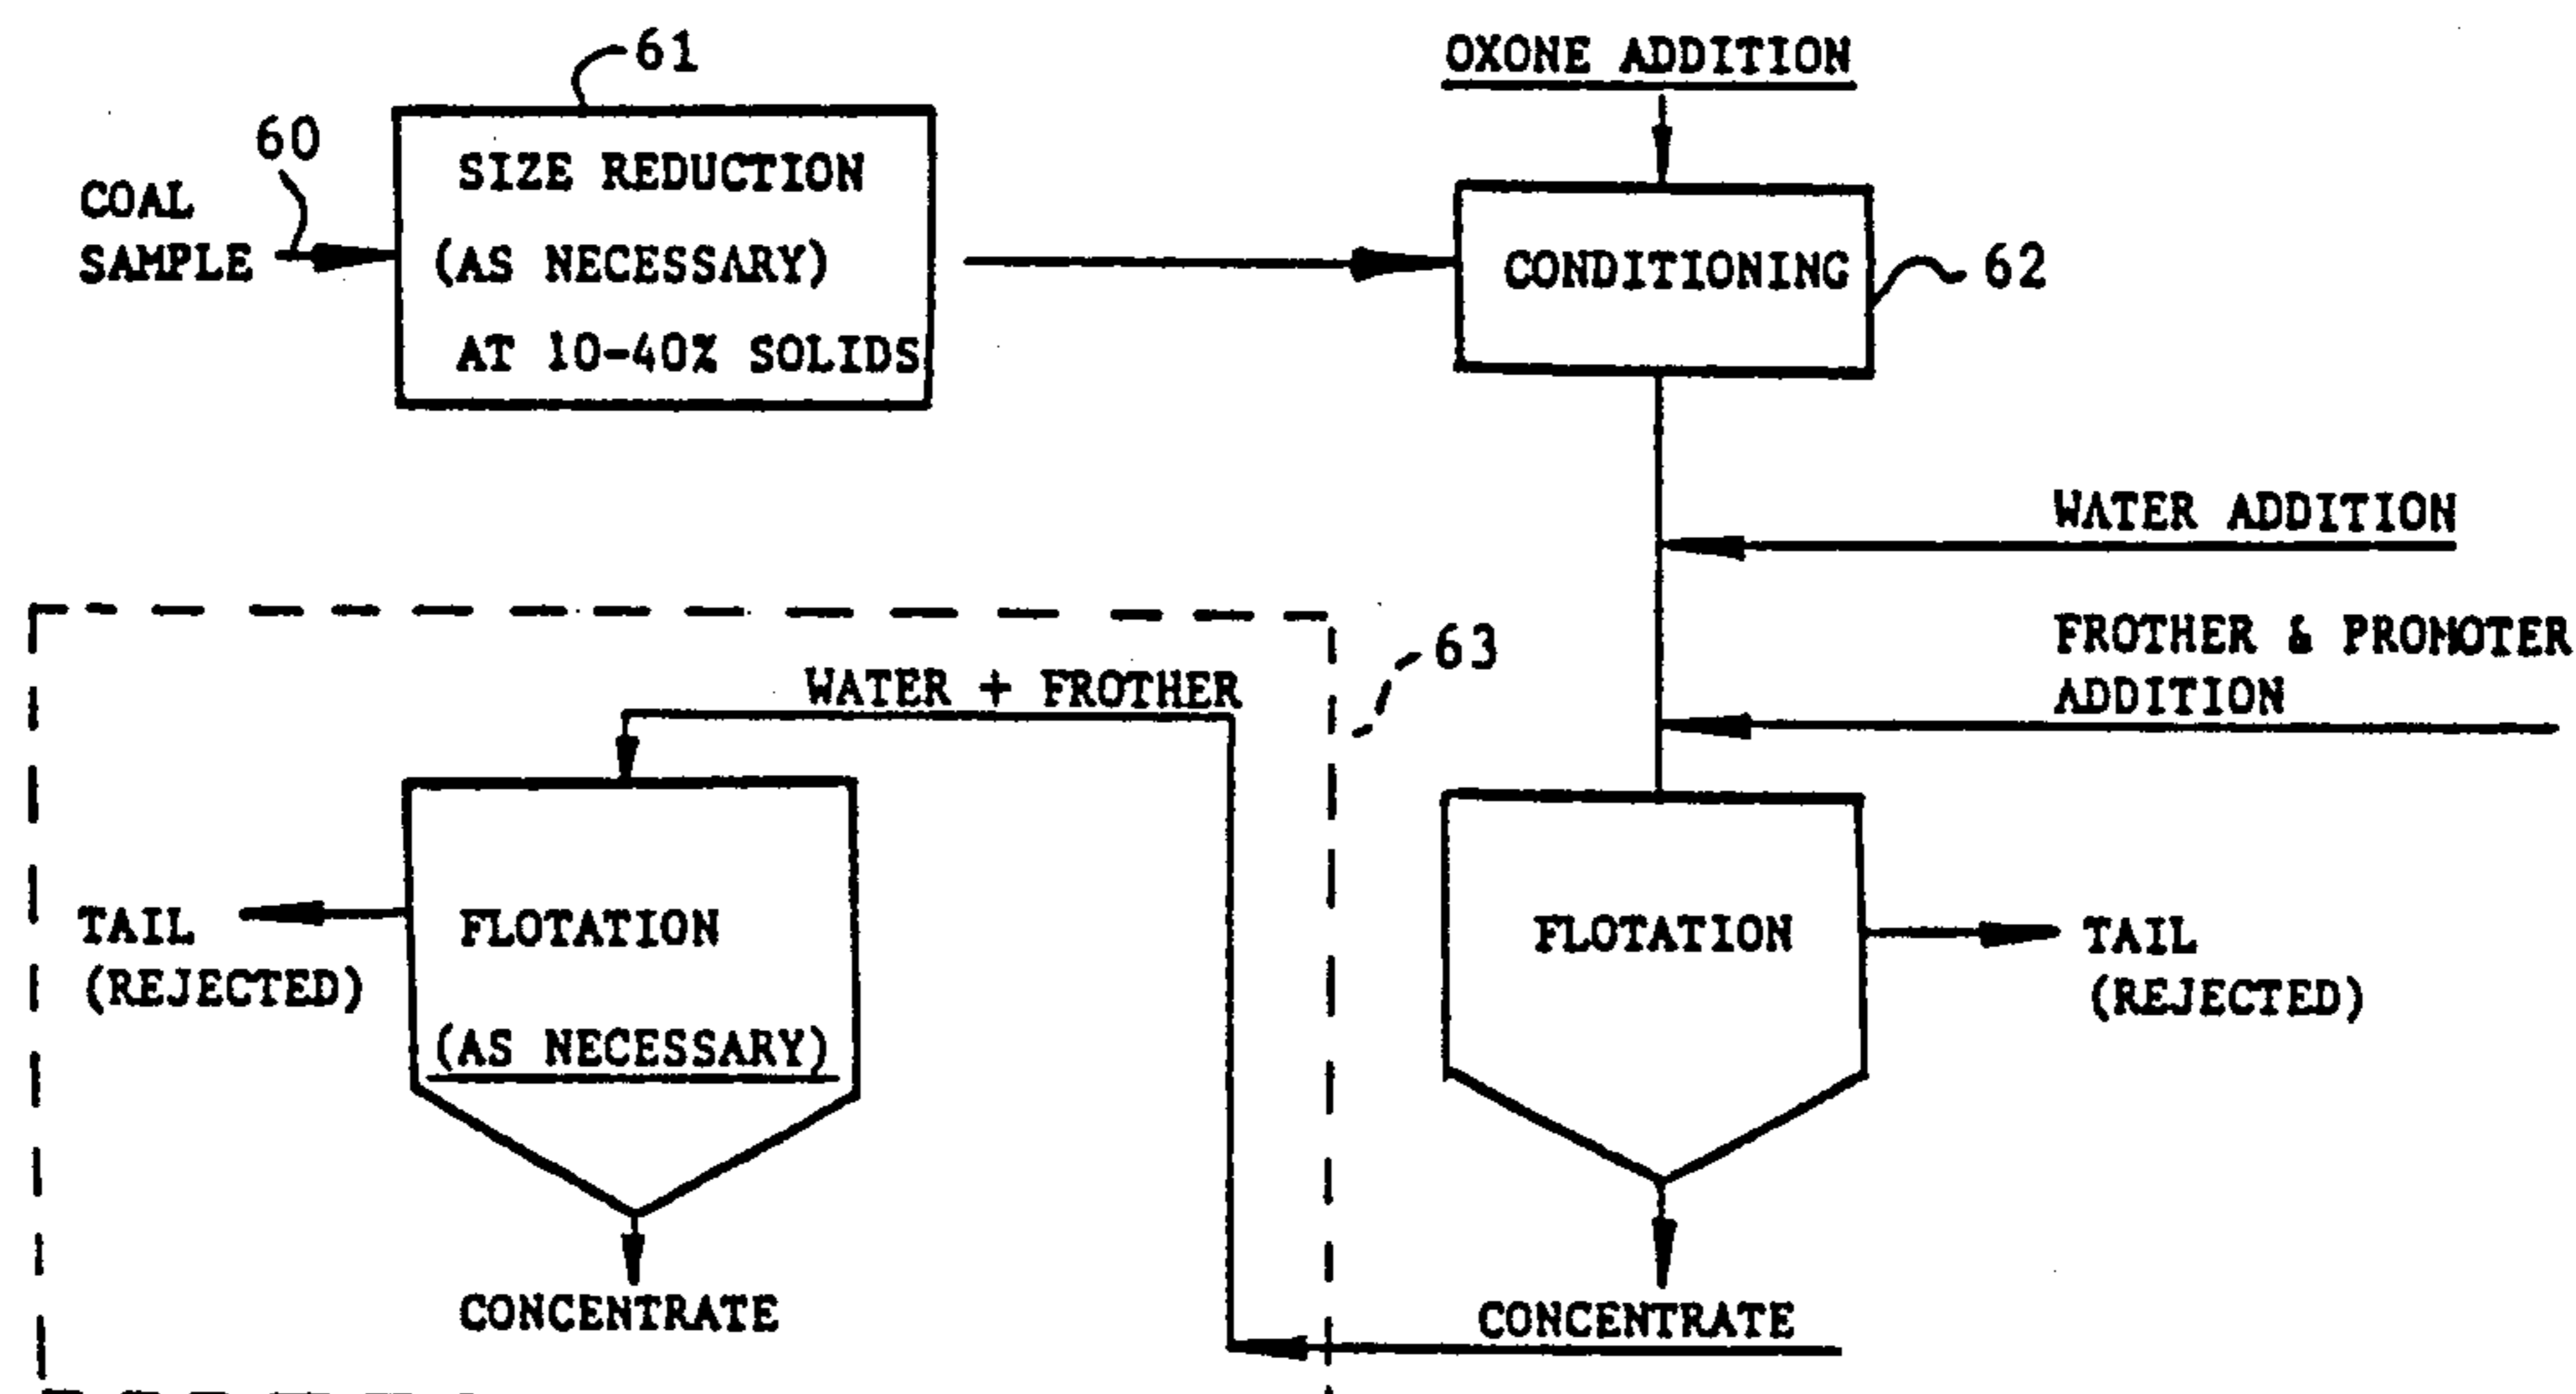 61
OXONE ADDITION
60
COAL
SAMPLE
SIZE REDUCTION
(AS NECESSARY)
AT 10-40% SOLIDS
CONDITIONING
62
WATER ADDITION
FROTHER & PROMOTER
ADDITION
63
WATER + FROTHER
TAIL
(REJECTED)
FLOTATION
(AS NECESSARY)
CONCENTRATE
FLOTATION
TAIL
(REJECTED)
CONCENTRATE